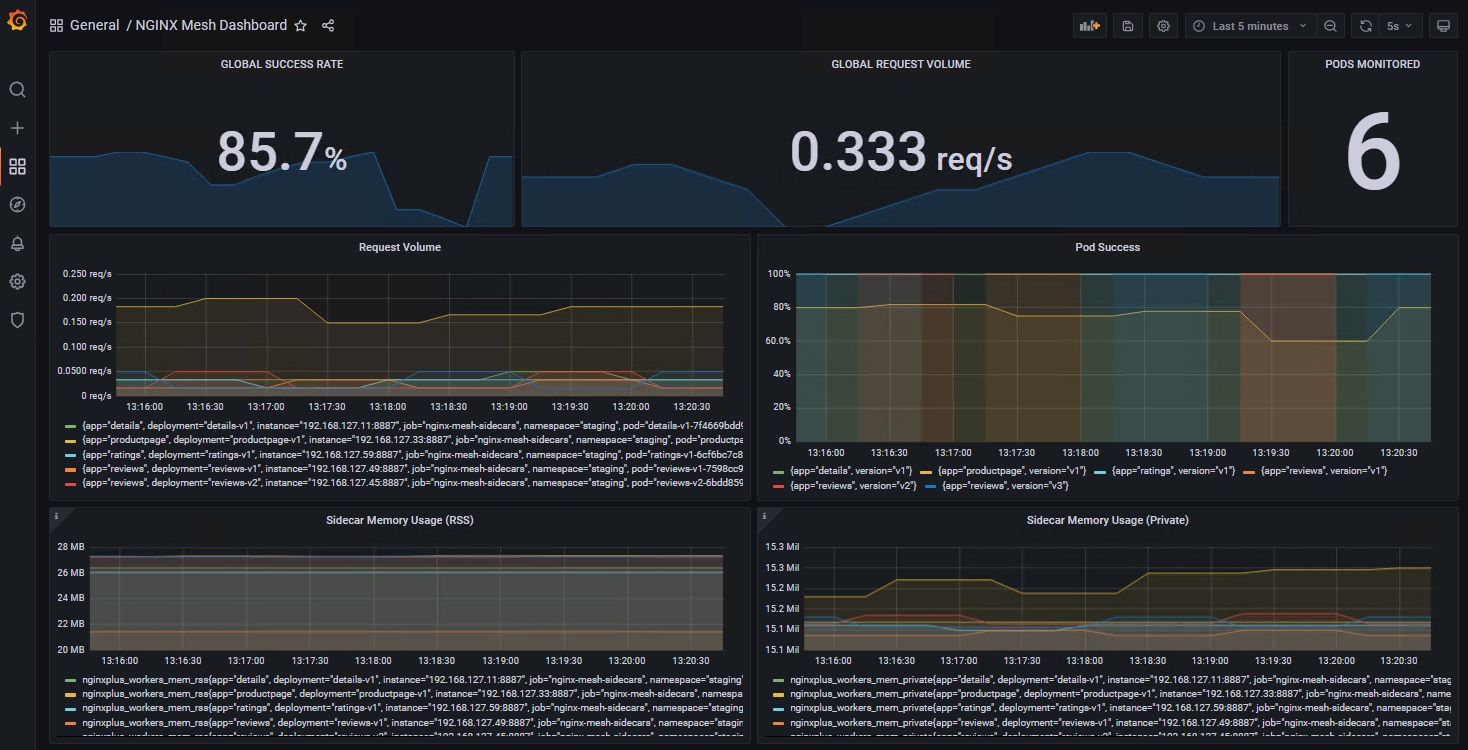 General / NGINX Mesh Dashboard
Last 5 minutes
5s
GLOBAL SUCCESS RATE
85.7%
GLOBAL REQUEST VOLUME
0.333 req/s
PODS MONITORED
6
Request Volume
0.250 req/s
0.200 req/s
0.150 req/s
0.100 req/s
0.0500 req/s
0 req/s
13:16:00 13:16:30 13:17:00 13:17:30 13:18:00 13:18:30 13:19:00 13:19:30 13:20:00 13:20:30
{app="details", deployment="details-v1", instance="192.168.127.11:8887", job="nginx-mesh-sidecars", namespace="staging", pod="details-v1-7f4669bdd9
{app="productpage", deployment="productpage-v1", instance="192.168.127.33:8887", job="nginx-mesh-sidecars", namespace="staging", pod="productpa
{app="ratings", deployment="ratings-v1", instance="192.168.127.59:8887", job="nginx-mesh-sidecars", namespace="staging", pod="ratings-v1-6cf6bc7c8
{app="reviews", deployment="reviews-v1", instance="192.168.127.49:8887", job="nginx-mesh-sidecars", namespace="staging", pod="reviews-v1-7598cc9
{app="reviews", deployment="reviews-v2", instance="192.168.127.45:8887", job="nginx-mesh-sidecars", namespace="staging", pod="reviews-v2-6bdd859
Pod Success
100%
80%
60.0%
40%
20%
0%
13:16:00 13:16:30 13:17:00 13:17:30 13:18:00 13:18:30 13:19:00 13:19:30 13:20:00 13:20:30
{app="details", version="v1"} {app="productpage", version="v1"} {app="ratings", version="v1"} {app="reviews", version="v1"}
{app="reviews", version="v2"} {app="reviews", version="v3"}
Sidecar Memory Usage (RSS)
28 MB
26 MB
24 MB
22 MB
20 MB
13:16:00 13:16:30 13:17:00 13:17:30 13:18:00 13:18:30 13:19:00 13:19:30 13:20:00 13:20:30
nginxplus_workers_mem_rss{app="details", deployment="details-v1", instance="192.168.127.11:8887", job="nginx-mesh-sidecars", namespace="staging"
nginxplus_workers_mem_rss{app="productpage", deployment="productpage-v1", instance="192.168.127.33:8887", job="nginx-mesh-sidecars", namespa
nginxplus_workers_mem_rss{app="ratings", deployment="ratings-v1", instance="192.168.127.59:8887", job="nginx-mesh-sidecars", namespace="staging
nginxplus_workers_mem_rss{app="reviews", deployment="reviews-v1", instance="192.168.127.49:8887", job="nginx-mesh-sidecars", namespace="stagin
Sidecar Memory Usage (Private)
15.3 Mil
15.3 Mil
15.2 Mil
15.2 Mil
15.1 Mil
15.1 Mil
13:16:00 13:16:30 13:17:00 13:17:30 13:18:00 13:18:30 13:19:00 13:19:30 13:20:00 13:20:30
nginxplus_workers_mem_private{app="details", deployment="details-v1", instance="192.168.127.11:8887", job="nginx-mesh-sidecars", namespace="stag
nginxplus_workers_mem_private{app="productpage", deployment="productpage-v1", instance="192.168.127.33:8887", job="nginx-mesh-sidecars", name
nginxplus_workers_mem_private{app="ratings", deployment="ratings-v1", instance="192.168.127.59:8887", job="nginx-mesh-sidecars", namespace="sta
nginxplus_workers_mem_private{app="reviews", deployment="reviews-v1", instance="192.168.127.49:8887", job="nginx-mesh-sidecars", namespace="st